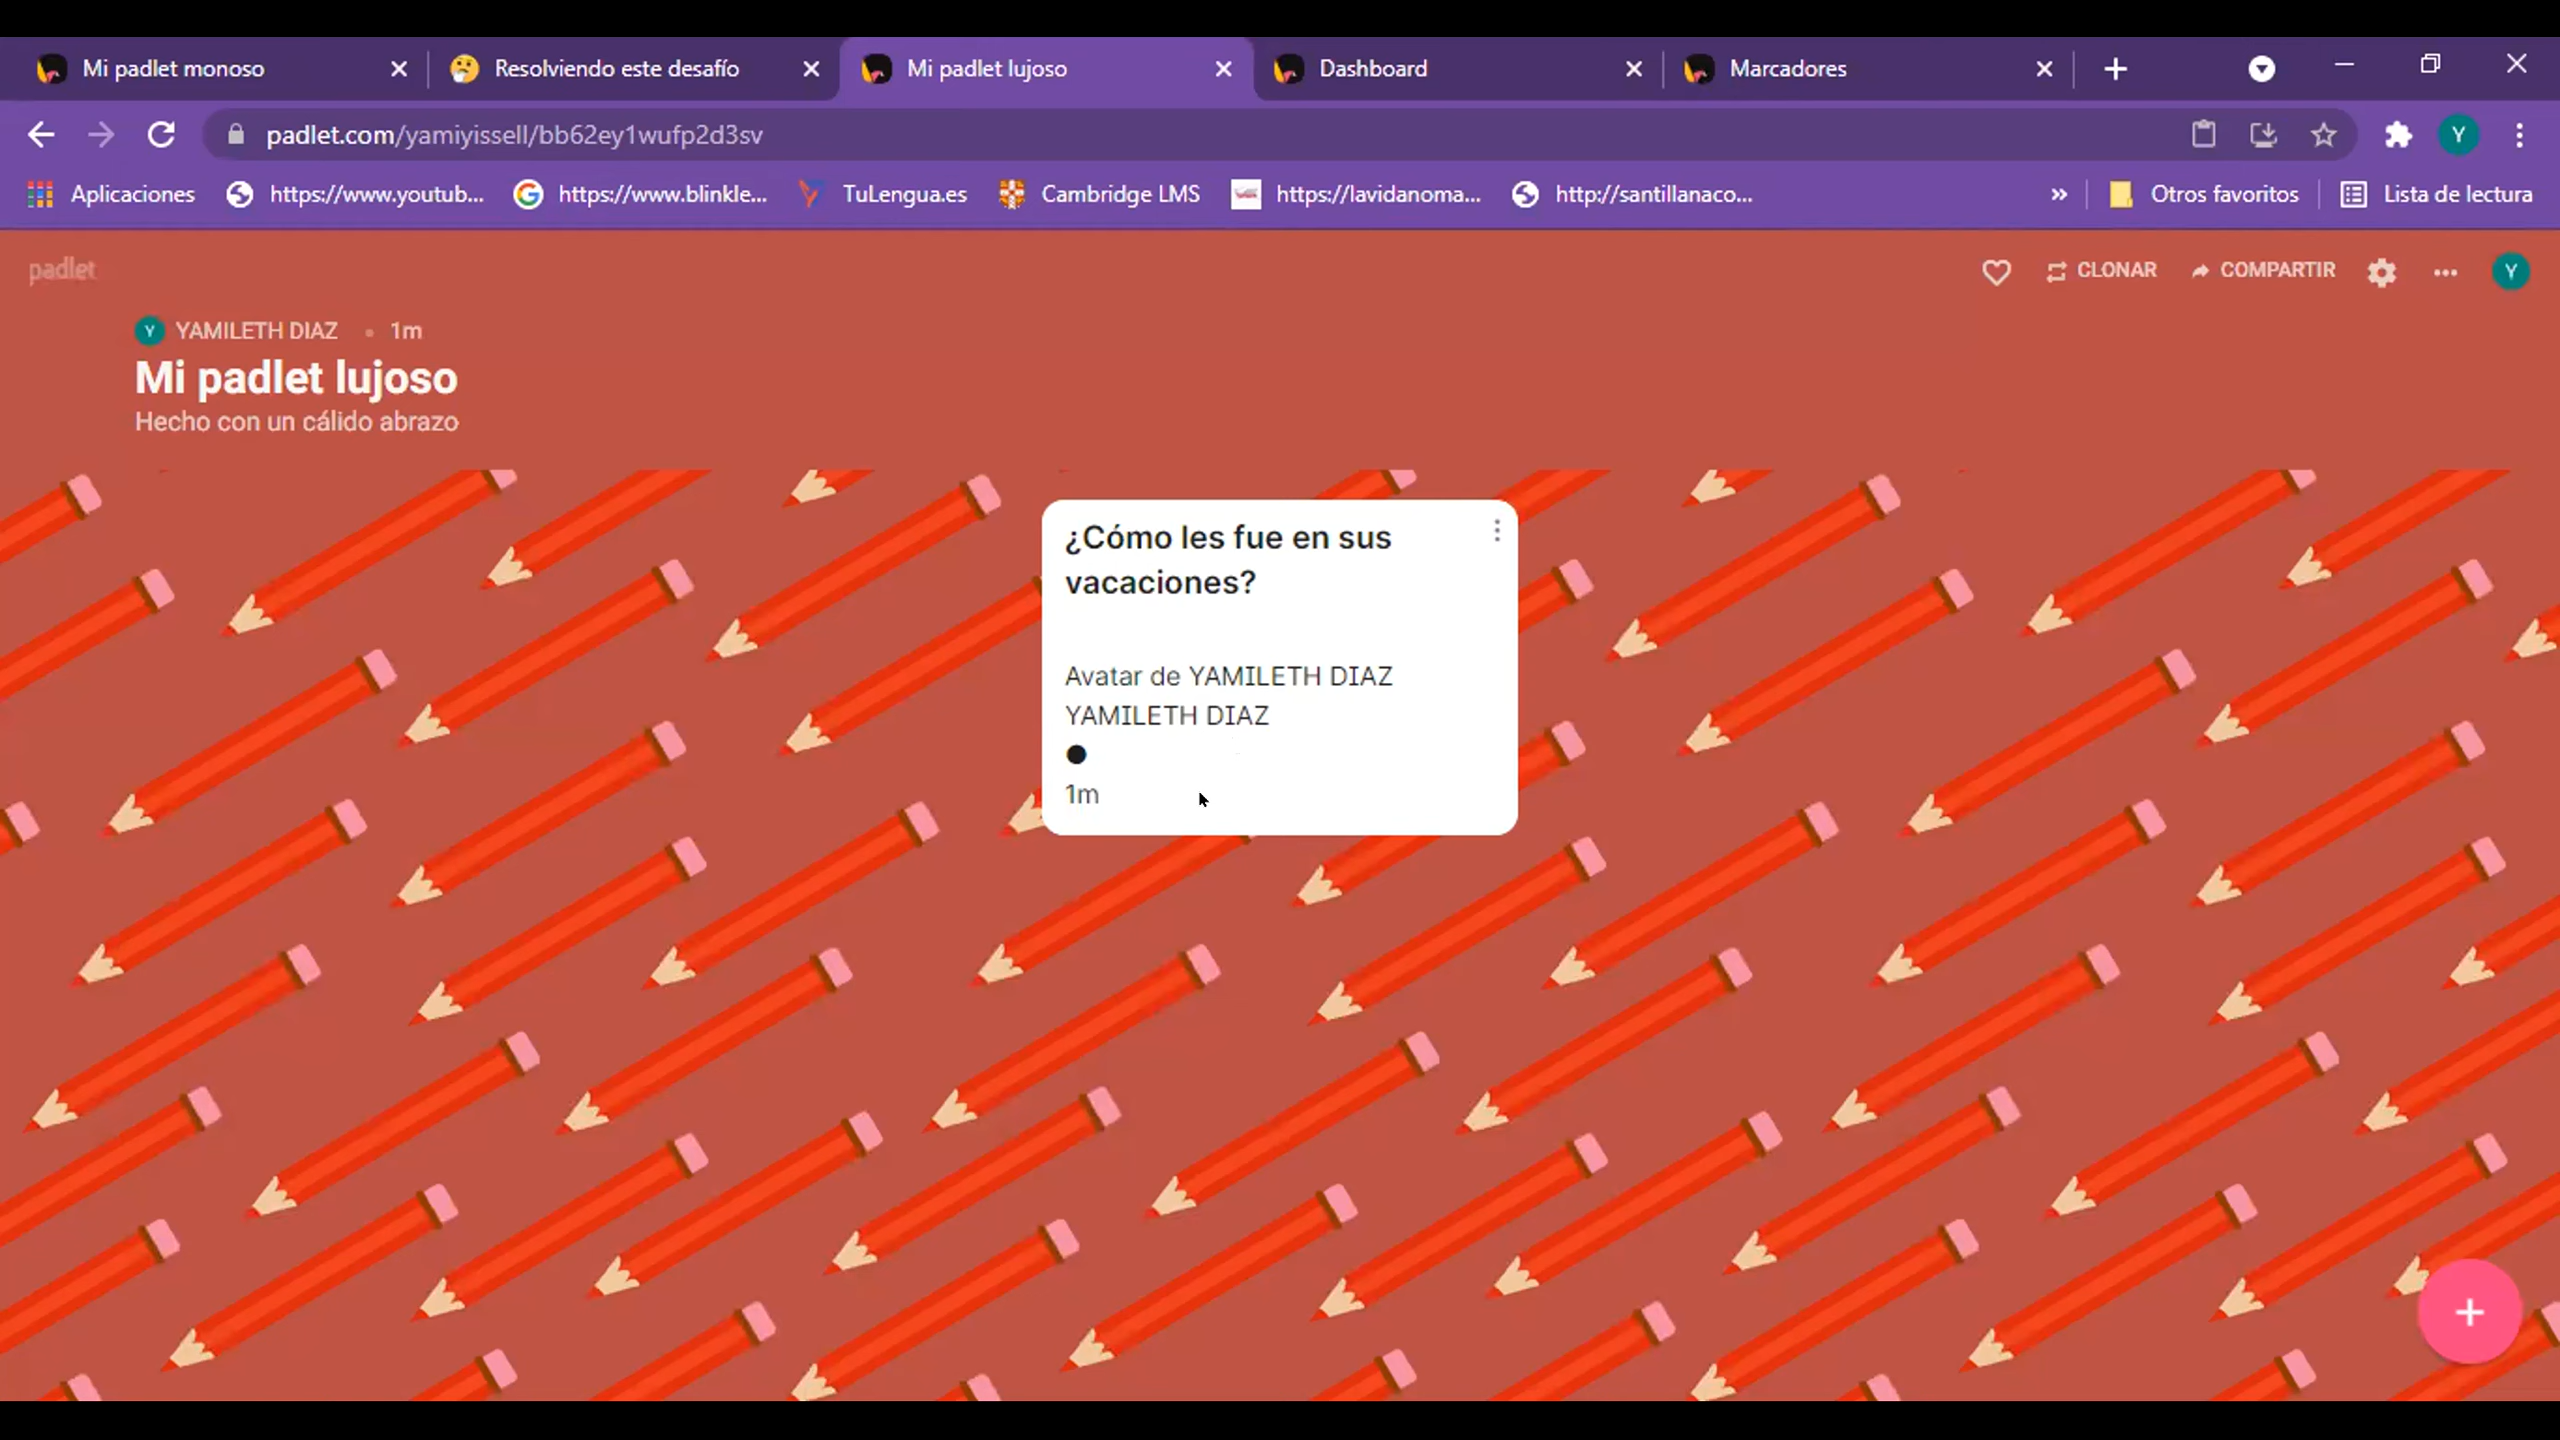 Mi padlet monoso
Resolviendo este desafío
Mi padlet lujoso
Dashboard
Marcadores
padlet.com/yamiyissell/bb62ey1wufp2d3sv
Y
Aplicaciones
https://www.youtub...
https://www.blinkle...
TuLengua.es
Cambridge LMS
https://lavidanoma...
http://santillanaco...
»
Otros favoritos
Lista de lectura
padlet
CLONAR
COMPARTIR
Y
Y YAMILETH DIAZ • 1m
Mi padlet lujoso
Hecho con un cálido abrazo
¿Cómo les fue en sus
vacaciones?
Avatar de YAMILETH DIAZ
YAMILETH DIAZ
●
1m